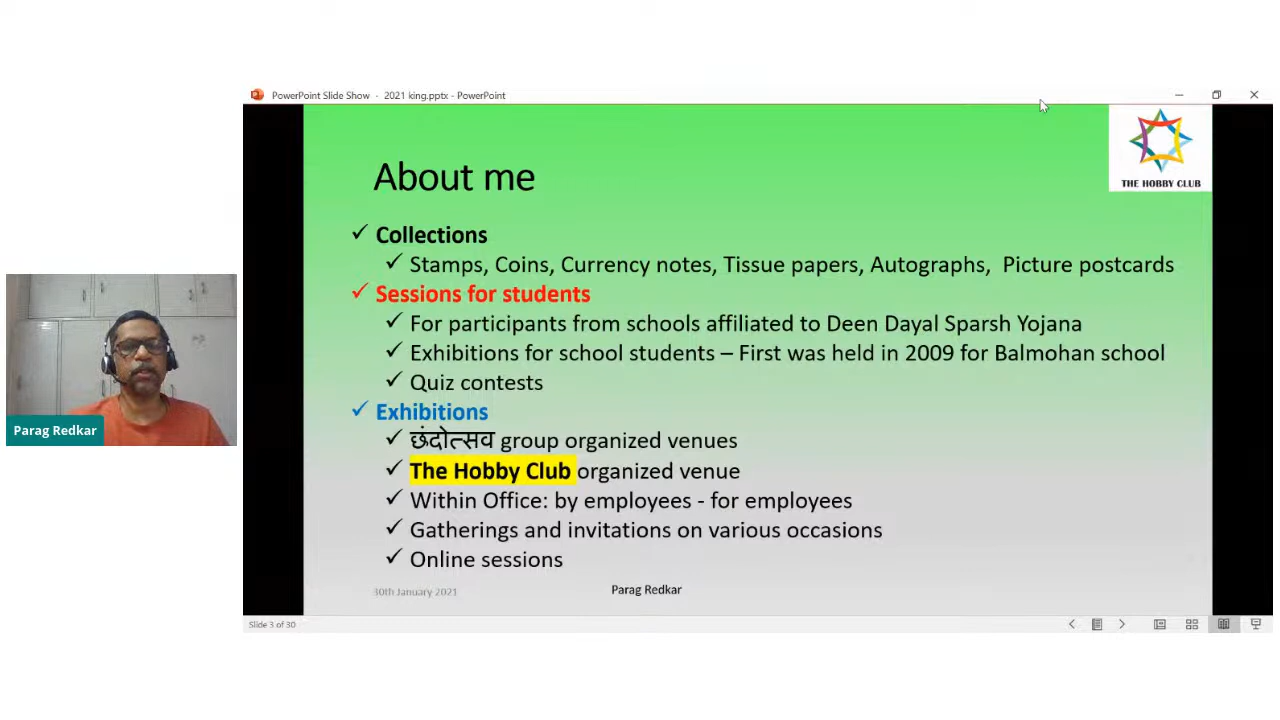 PowerPoint Slide Show - 2021 king.pptx - PowerPoint
THE HOBBY CLUB
About me
Collections
Stamps, Coins, Currency notes, Tissue papers, Autographs, Picture postcards
Sessions for students
For participants from schools affiliated to Deen Dayal Sparsh Yojana
Exhibitions for school students – First was held in 2009 for Balmohan school
Quiz contests
Exhibitions
छंदोत्सव group organized venues
The Hobby Club organized venue
Within Office: by employees - for employees
Gatherings and invitations on various occasions
Online sessions
30th January 2021 Parag Redkar
Slide 3 of 30
Parag Redkar